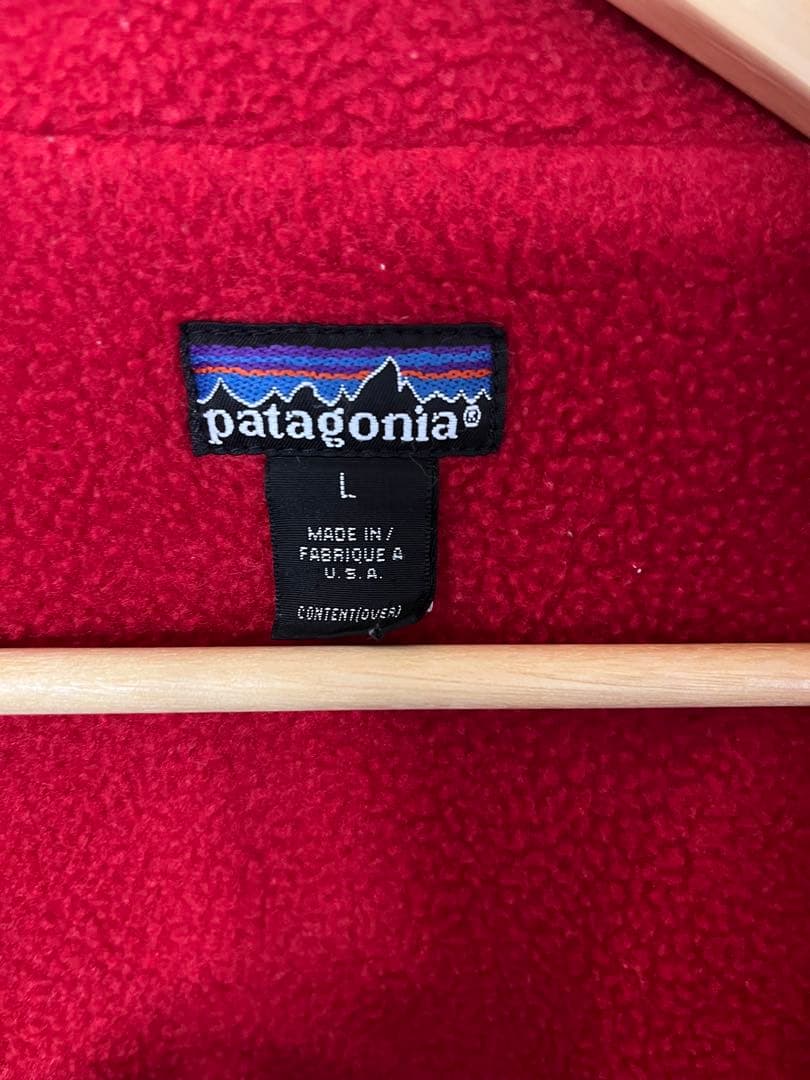 patagonia®
L
MADE IN /
FABRIQUE A
U.S.A.
CONTENT(OVER)